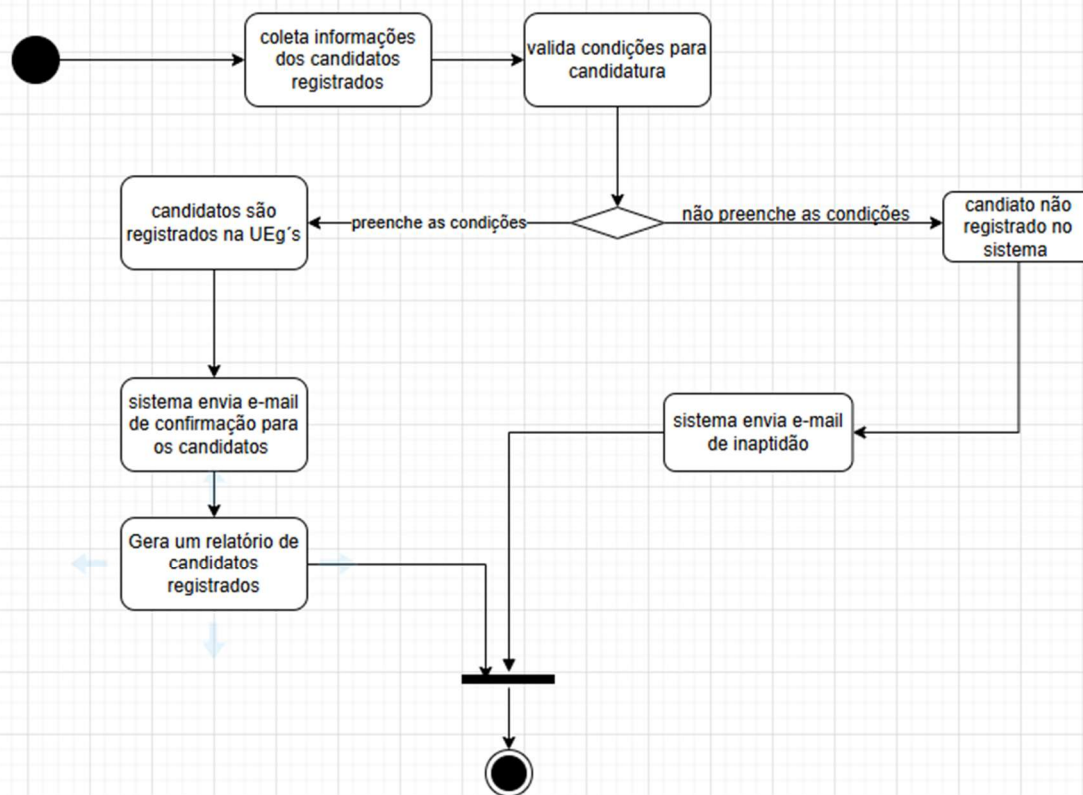 coleta informações
dos candidatos
registrados
valida condições para
candidatura
candidatos são
registrados na UEg´s
preenche as condições
não preenche as condições
candiato não
registrado no
sistema
sistema envia e-mail
de confirmação para
os candidatos
sistema envia e-mail
de inaptidão
Gera um relatório de
candidatos
registrados